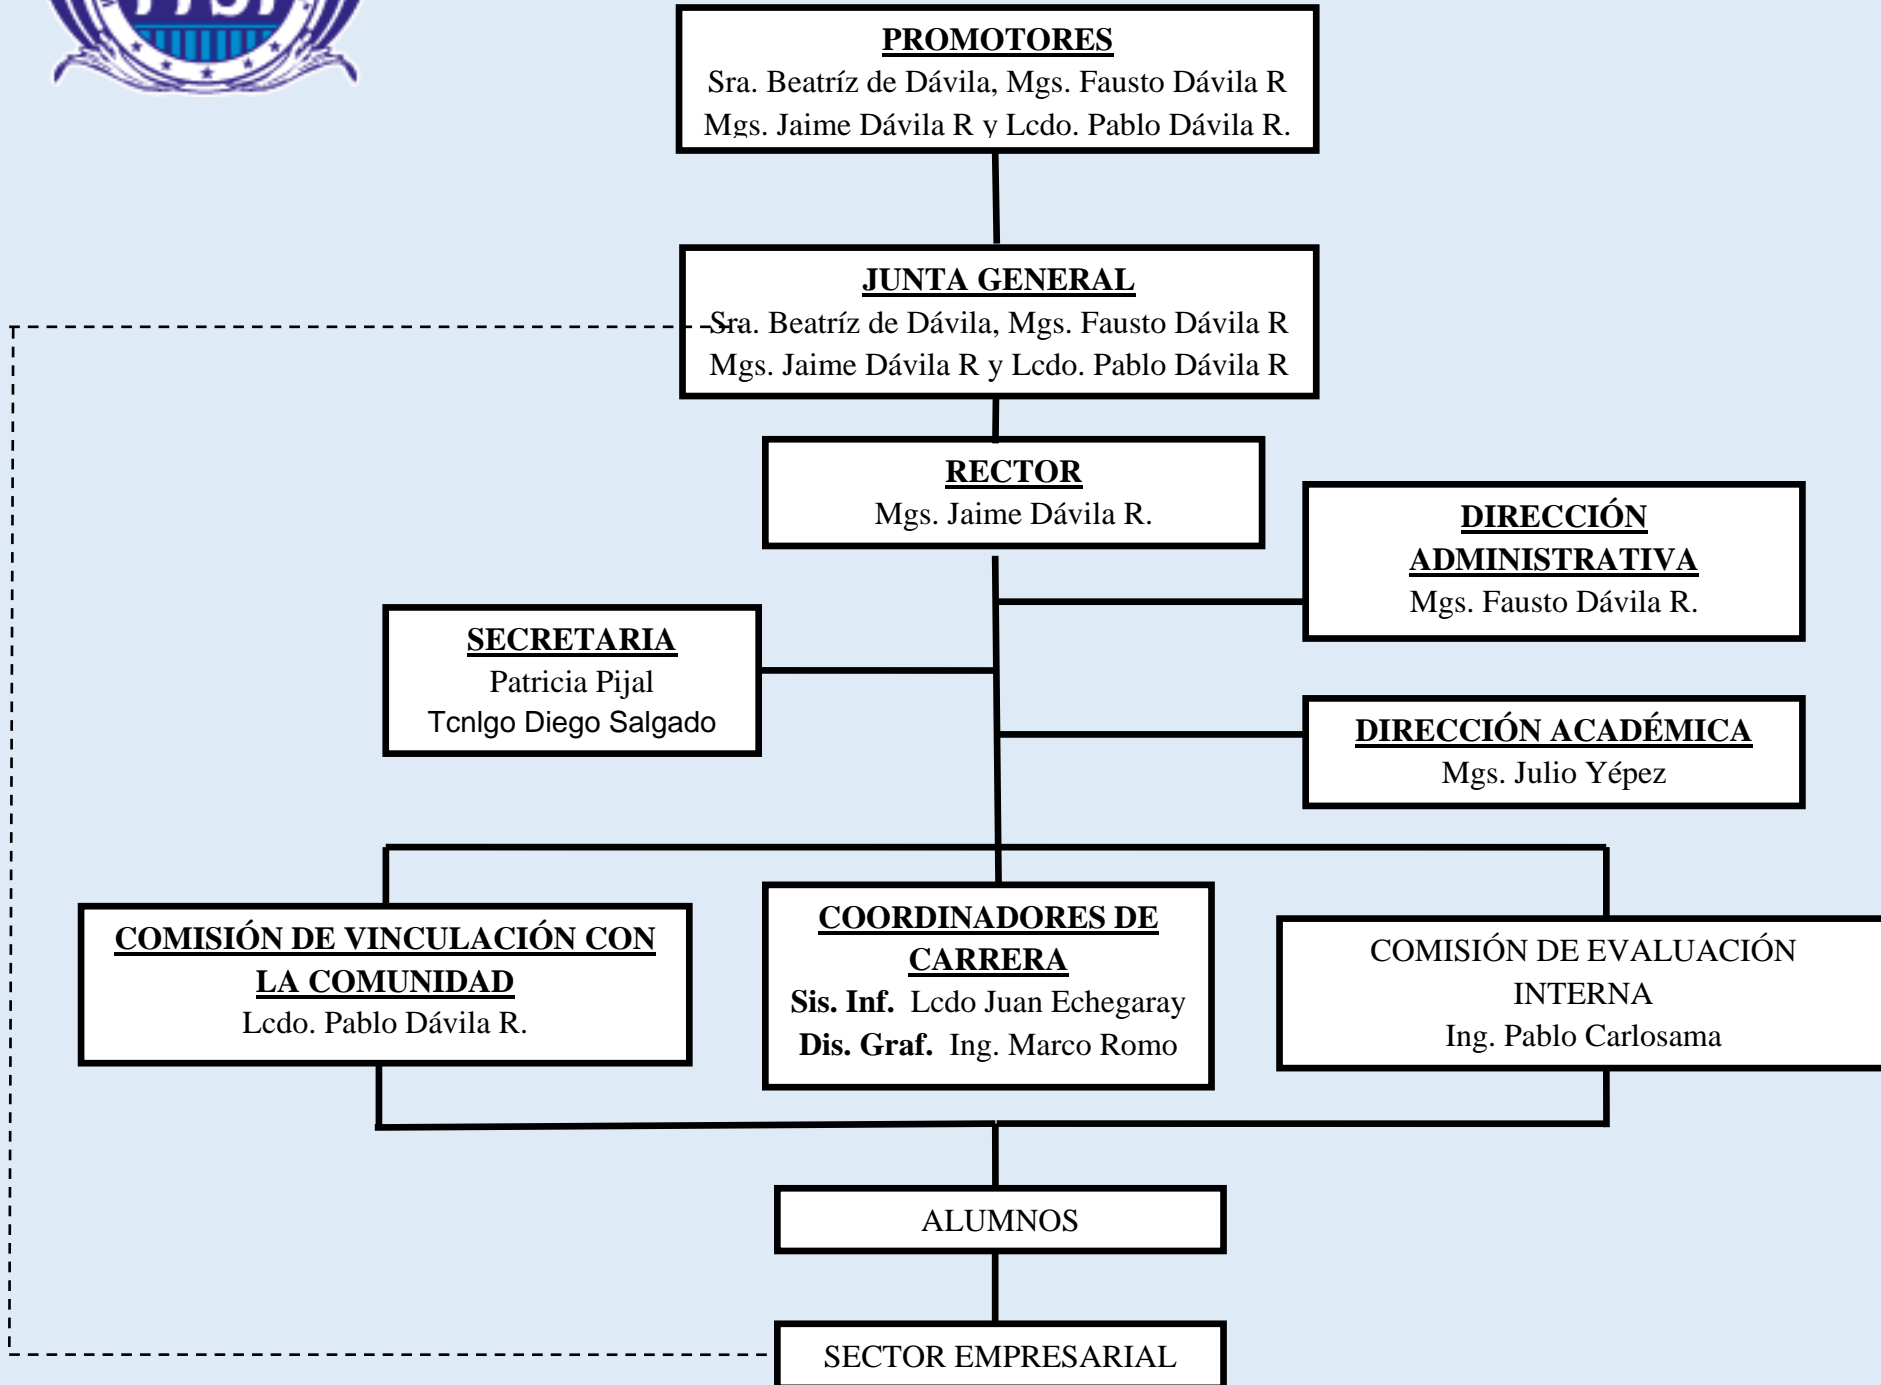 PROMOTORES
Sra. Beatríz de Dávila, Mgs. Fausto Dávila R
Mgs. Jaime Dávila R y Lcdo. Pablo Dávila R.
JUNTA GENERAL
Sra. Beatríz de Dávila, Mgs. Fausto Dávila R
Mgs. Jaime Dávila R y Lcdo. Pablo Dávila R
RECTOR
Mgs. Jaime Dávila R.
DIRECCIÓN
ADMINISTRATIVA
Mgs. Fausto Dávila R.
SECRETARIA
Patricia Pijal
Tcnlgo Diego Salgado
DIRECCIÓN ACADÉMICA
Mgs. Julio Yépez
COMISIÓN DE VINCULACIÓN CON
LA COMUNIDAD
Lcdo. Pablo Dávila R.
COORDINADORES DE
CARRERA
Sis. Inf. Lcdo Juan Echegaray
Dis. Graf. Ing. Marco Romo
COMISIÓN DE EVALUACIÓN
INTERNA
Ing. Pablo Carlosama
ALUMNOS
SECTOR EMPRESARIAL